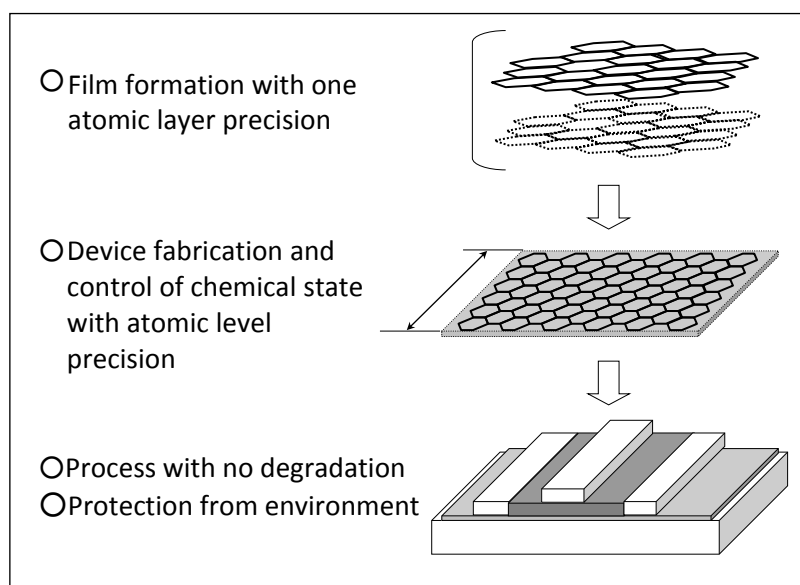 ○ Film formation with one
atomic layer precision
○ Device fabrication and
control of chemical state
with atomic level
precision
○Process with no degradation
○Protection from environment